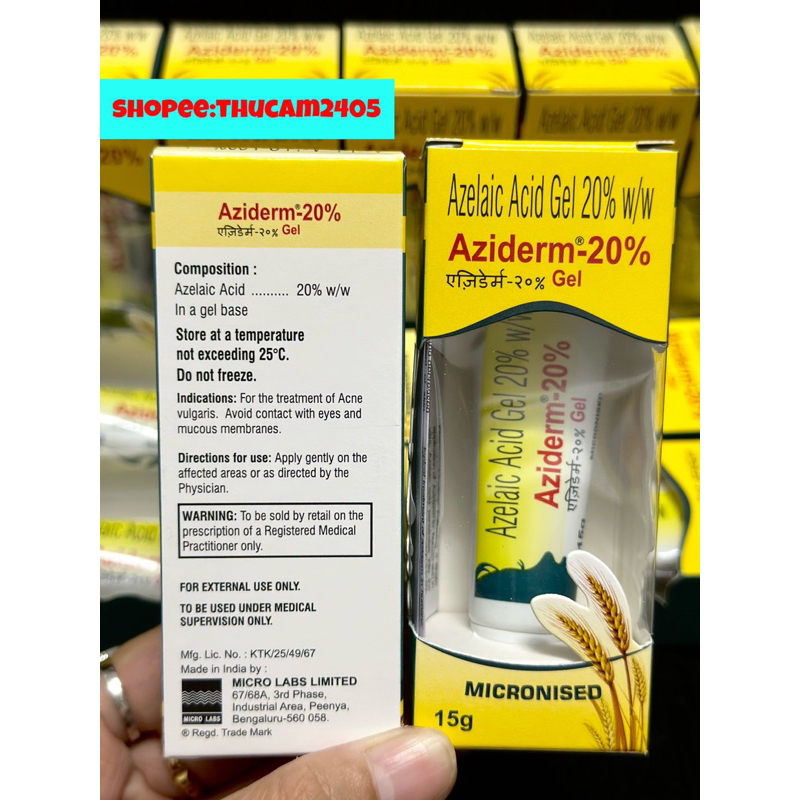 SHOPEE:THUCAM2405
Aziderm®-20%
एज़िडेर्म-२०% Gel
Composition :
Azelaic Acid .......... 20% w/w
In a gel base
Store at a temperature
not exceeding 25°C.
Do not freeze.
Indications: For the treatment of Acne
vulgaris. Avoid contact with eyes and
mucous membranes.
Directions for use: Apply gently on the
affected areas or as directed by the
Physician.
WARNING: To be sold by retail on the
prescription of a Registered Medical
Practitioner only.
FOR EXTERNAL USE ONLY.
TO BE USED UNDER MEDICAL
SUPERVISION ONLY.
Mfg. Lic. No. : KTK/25/49/67
Made in India by :
MICRO LABS LIMITED
67/68A, 3rd Phase,
Industrial Area, Peenya,
Bengaluru-560 058.
MICRO LABS
® Regd. Trade Mark
Azelaic Acid Gel 20% w/w
Aziderm®-20%
एज़िडेर्म-२०% Gel
Azelaic Acid Gel 20% w/w
Aziderm®-20%
एज़िडेर्म-२०% Gel
MICRONISED
15g
MICRONISED
15g